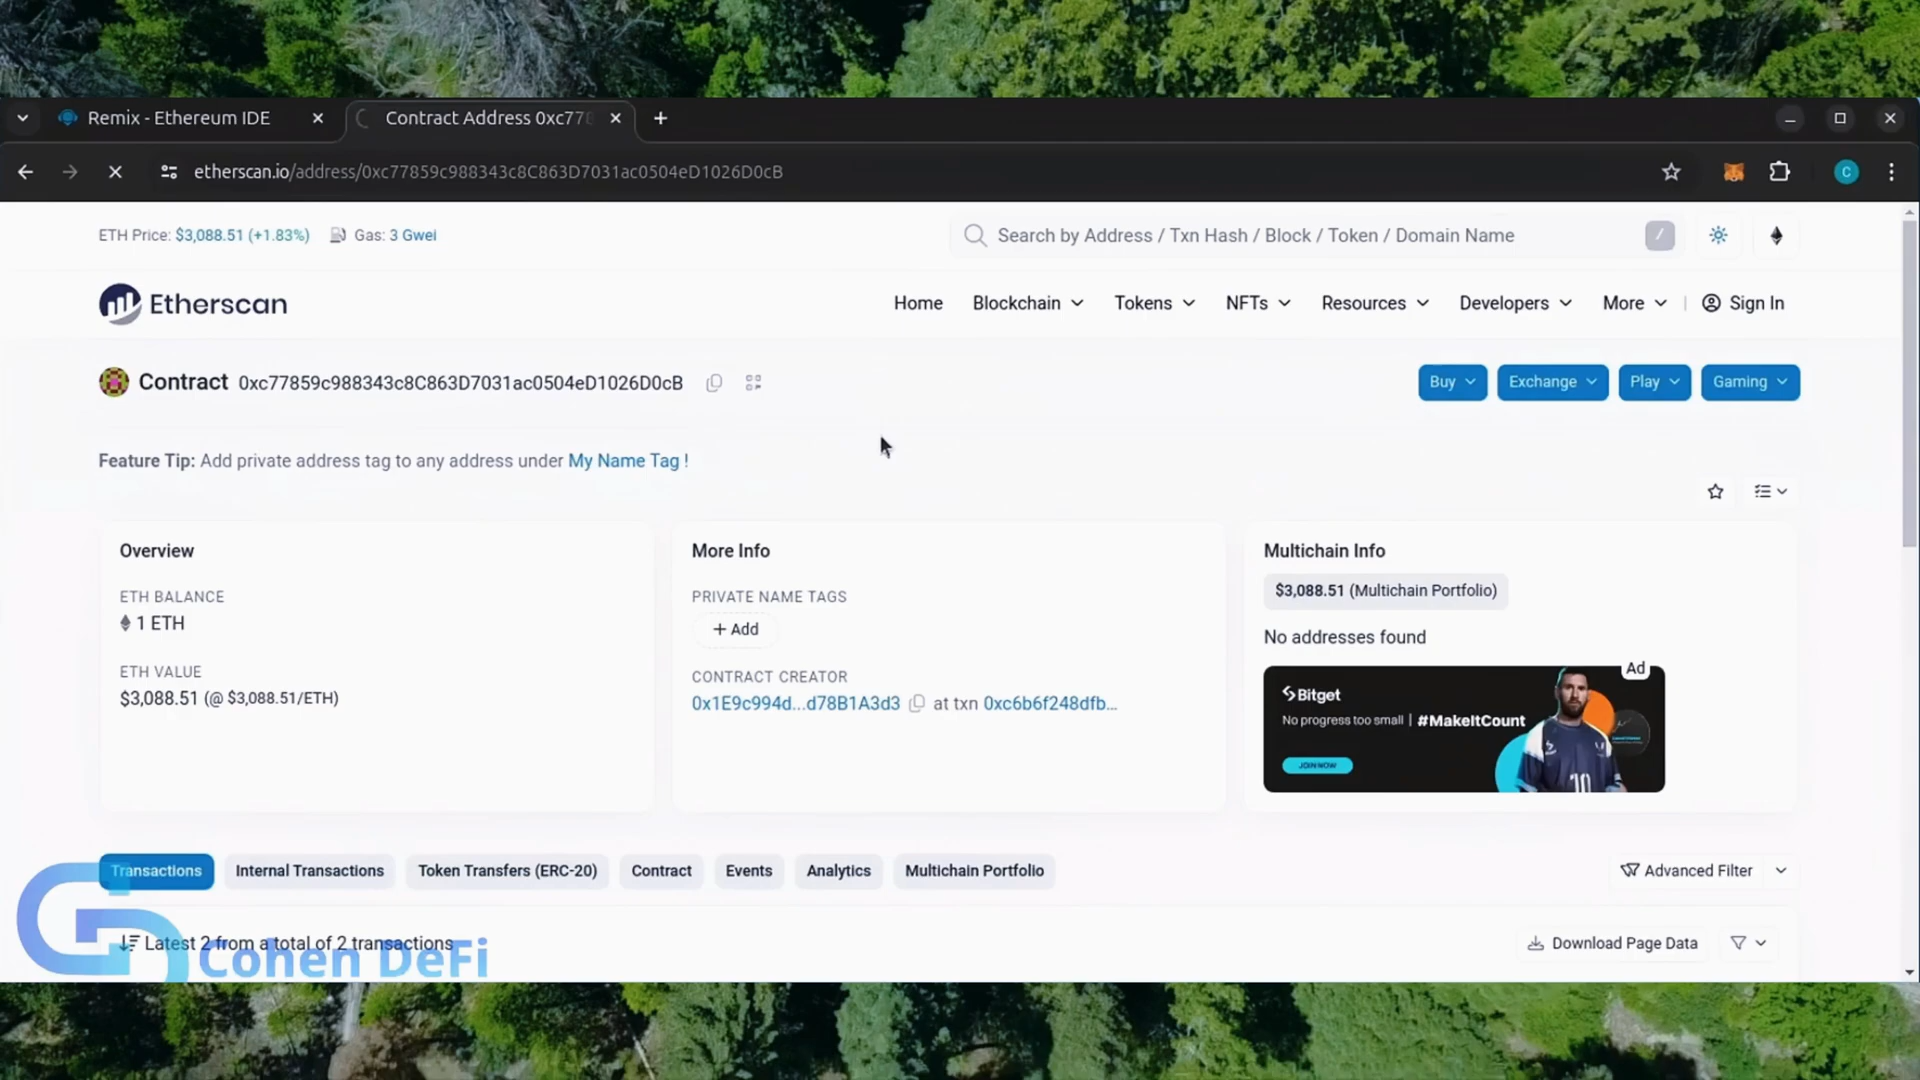 Remix - Ethereum IDE
Contract Address 0xc77
etherscan.io/address/0xc77859c988343c8C863D7031ac0504eD1026D0cB
C
ETH Price: $3,088.51 (+1.83%) Gas: 3 Gwei
Search by Address / Txn Hash / Block / Token / Domain Name
/
Etherscan
Home Blockchain Tokens NFTs Resources Developers More Sign In
Contract 0xc77859c988343c8C863D7031ac0504eD1026D0cB
Buy Exchange Play Gaming
Feature Tip: Add private address tag to any address under My Name Tag !
Overview
ETH BALANCE
1 ETH
ETH VALUE
$3,088.51 (@ $3,088.51/ETH)
More Info
PRIVATE NAME TAGS
+ Add
CONTRACT CREATOR
0x1E9c994d...d78B1A3d3 at txn 0xc6b6f248dfb...
Multichain Info
$3,088.51 (Multichain Portfolio)
No addresses found
Ad
Bitget
No progress too small | #MakeItCount
JOIN NOW
10
Transactions Internal Transactions Token Transfers (ERC-20) Contract Events Analytics Multichain Portfolio
Advanced Filter
Latest 2 from a total of 2 transactions
Download Page Data
Cohen DeFi